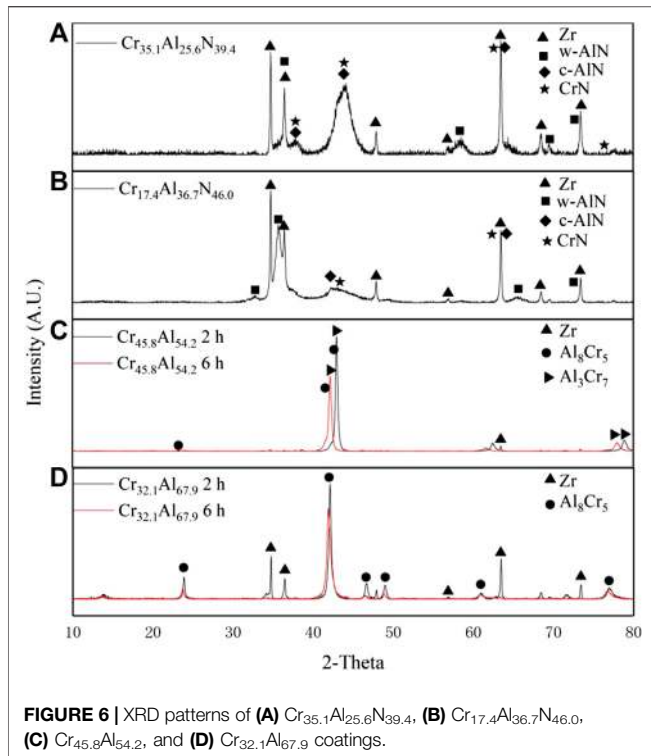 A
Cr35.1Al25.6N39.4
Zr
w-AlN
c-AlN
CrN
B
Cr17.4Al36.7N46.0
Zr
w-AlN
c-AlN
CrN
C
Cr45.8Al54.2 2 h
Cr45.8Al54.2 6 h
Zr
Al8Cr5
Al3Cr7
D
Cr32.1Al67.9 2 h
Cr32.1Al67.9 6 h
Zr
Al8Cr5
Intensity (A.U.)
10 20 30 40 50 60 70 80
2-Theta
FIGURE 6 | XRD patterns of (A) Cr35.1Al25.6N39.4, (B) Cr17.4Al36.7N46.0,
(C) Cr45.8Al54.2, and (D) Cr32.1Al67.9 coatings.